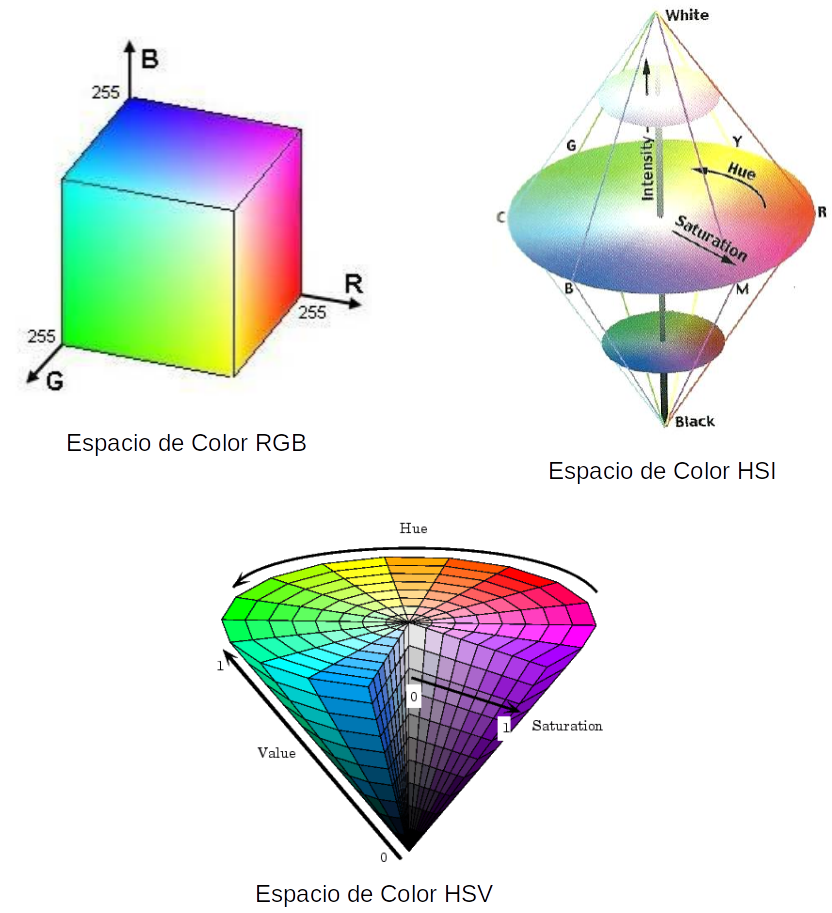 B
255
R
255
255
G
Espacio de Color RGB
White
Intensity
G
Y
Hue
C
R
Saturation
B
M
Black
Espacio de Color HSI
Hue
1
0
1
Saturation
Value
0
Espacio de Color HSV